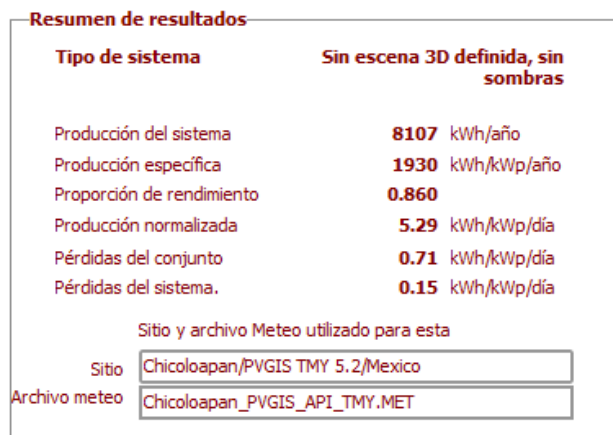 Resumen de resultados
Tipo de sistema Sin escena 3D definida, sin sombras
Producción del sistema 8107 kWh/año
Producción específica 1930 kWh/kWp/año
Proporción de rendimiento 0.860
Producción normalizada 5.29 kWh/kWp/día
Pérdidas del conjunto 0.71 kWh/kWp/día
Pérdidas del sistema. 0.15 kWh/kWp/día
Sitio y archivo Meteo utilizado para esta
Sitio Chicoloapan/PVGIS TMY 5.2/Mexico
Archivo meteo Chicoloapan_PVGIS_API_TMY.MET